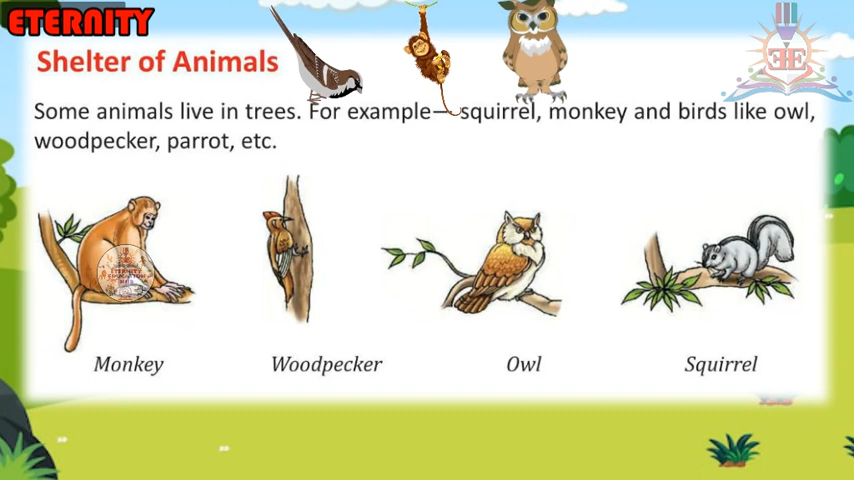 ETERNITY
Shelter of Animals
Some animals live in trees. For example— squirrel, monkey and birds like owl,
woodpecker, parrot, etc.
ETERNITY
Monkey
Woodpecker
Owl
Squirrel